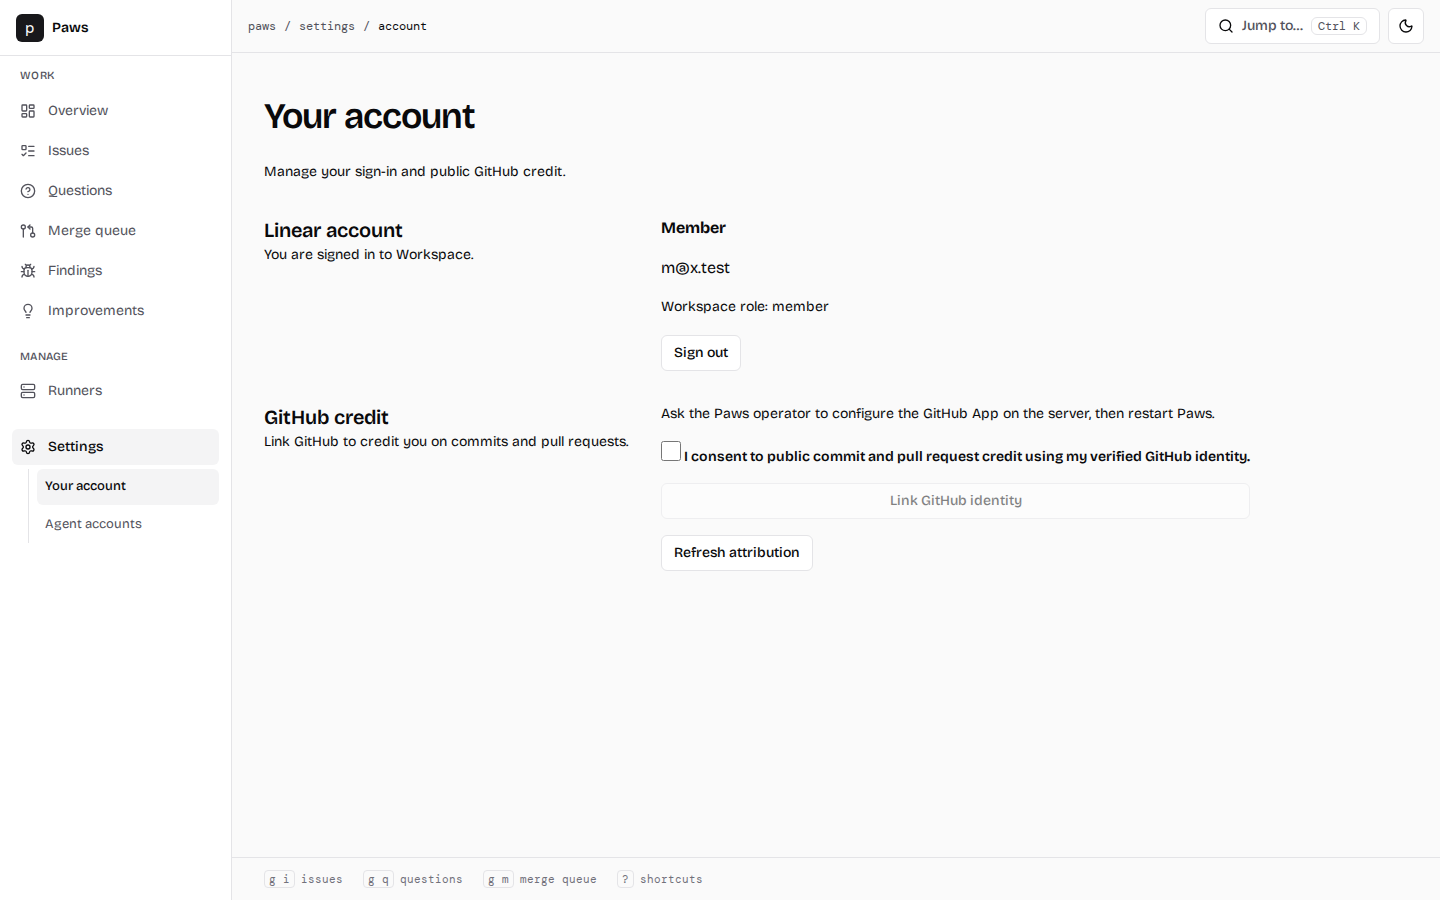 p Paws
paws / settings / account
Jump to... Ctrl K
WORK
Overview
Issues
Questions
Merge queue
Findings
Improvements
MANAGE
Runners
Settings
Your account
Agent accounts
Your account
Manage your sign-in and public GitHub credit.
Linear account
You are signed in to Workspace.
Member
m@x.test
Workspace role: member
Sign out
GitHub credit
Link GitHub to credit you on commits and pull requests.
Ask the Paws operator to configure the GitHub App on the server, then restart Paws.
I consent to public commit and pull request credit using my verified GitHub identity.
Link GitHub identity
Refresh attribution
g i issues g q questions g m merge queue ? shortcuts